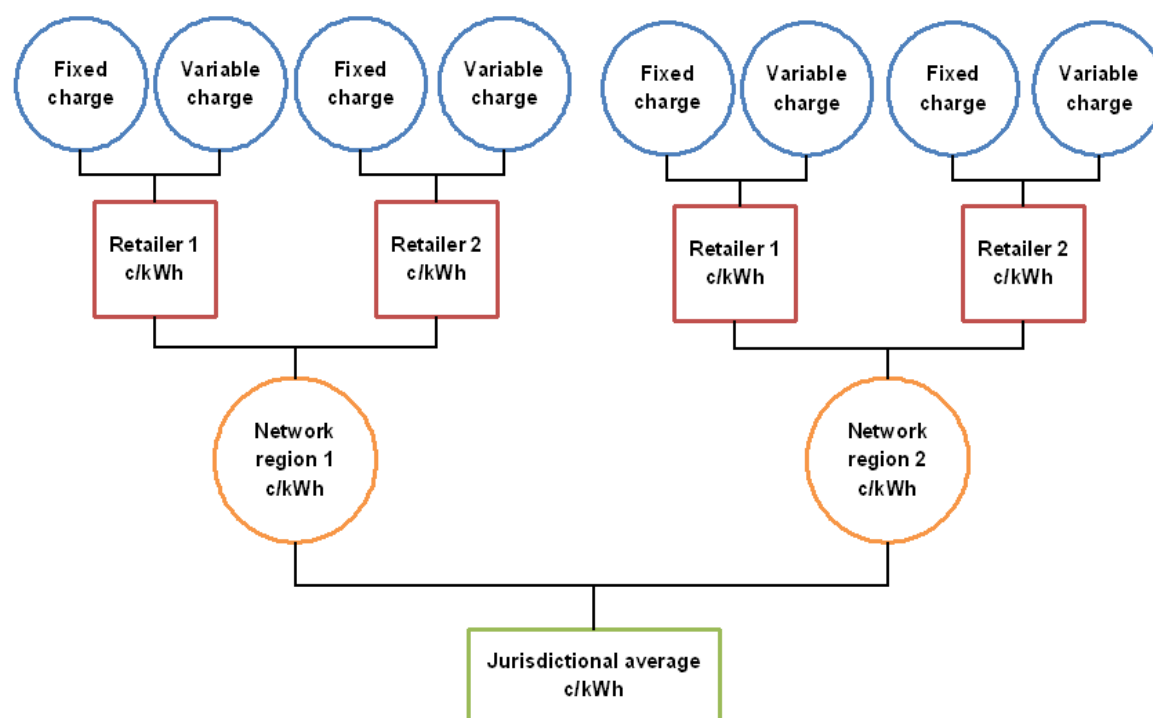 Fixed
charge
Variable
charge
Fixed
charge
Variable
charge
Fixed
charge
Variable
charge
Fixed
charge
Variable
charge
Retailer 1
c/kWh
Retailer 2
c/kWh
Retailer 1
c/kWh
Retailer 2
c/kWh
Network
region 1
c/kWh
Network
region 2
c/kWh
Jurisdictional average
c/kWh